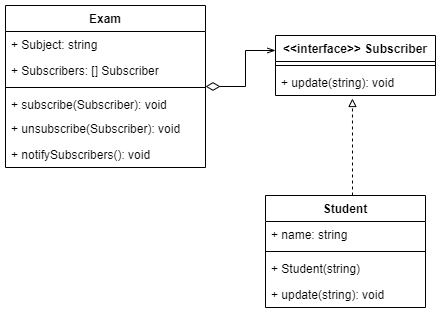 Exam
+ Subject: string
+ Subscribers: [] Subscriber
+ subscribe(Subscriber): void
+ unsubscribe(Subscriber): void
+ notifySubscribers(): void
<<interface>> Subscriber
+ update(string): void
Student
+ name: string
+ Student(string)
+ update(string): void